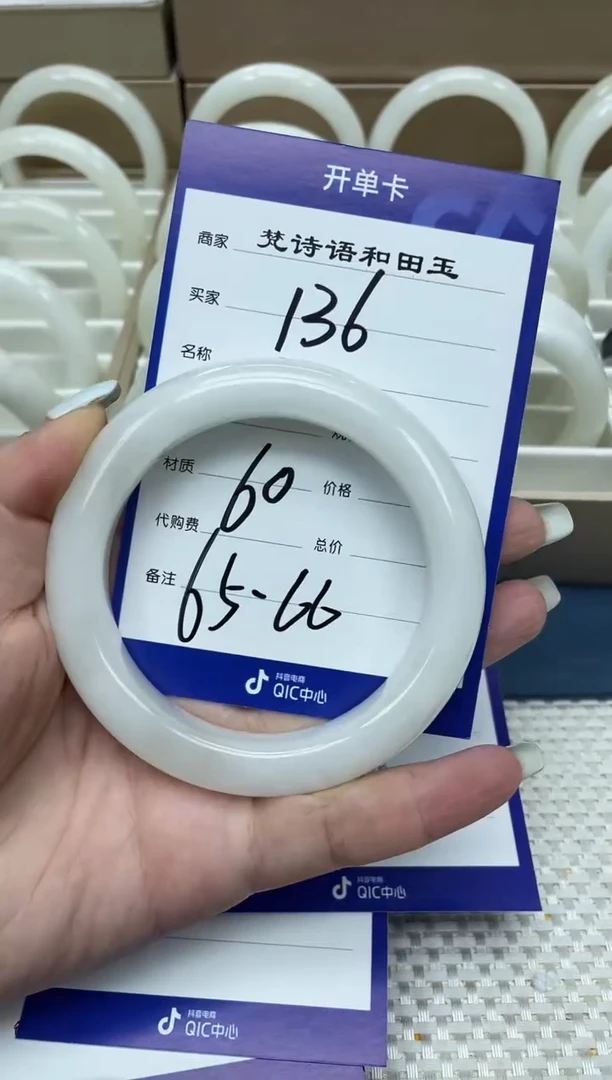 开单卡
商家 梵诗语和田玉
买家 136
名称
材质 60 价格
代购费 总价
备注 65-66
抖音电商
QIC中心
抖音电商
QIC中心
抖音电商
QIC中心